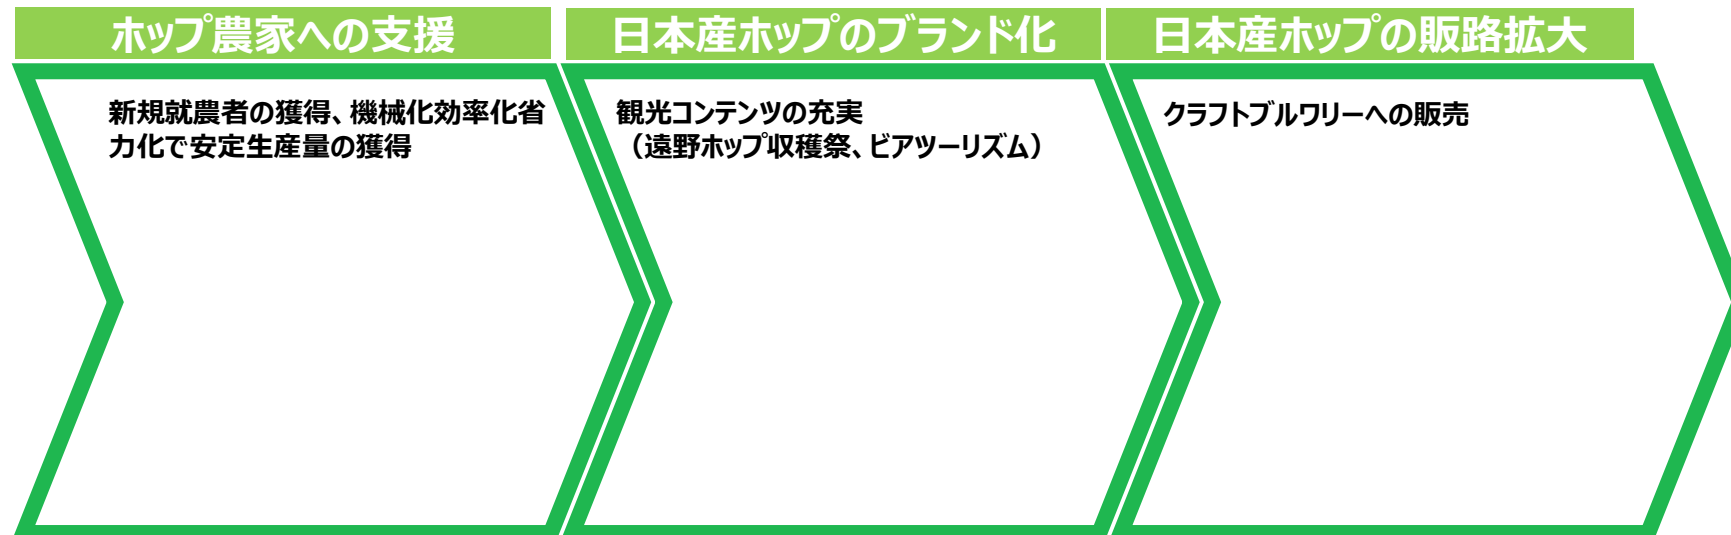 ホップ農家への支援
日本産ホップのブランド化
日本産ホップの販路拡大
新規就農者の獲得、機械化効率化省
力化で安定生産量の獲得
観光コンテンツの充実
（遠野ホップ収穫祭、ビアツーリズム）
クラフトブルワリーへの販売